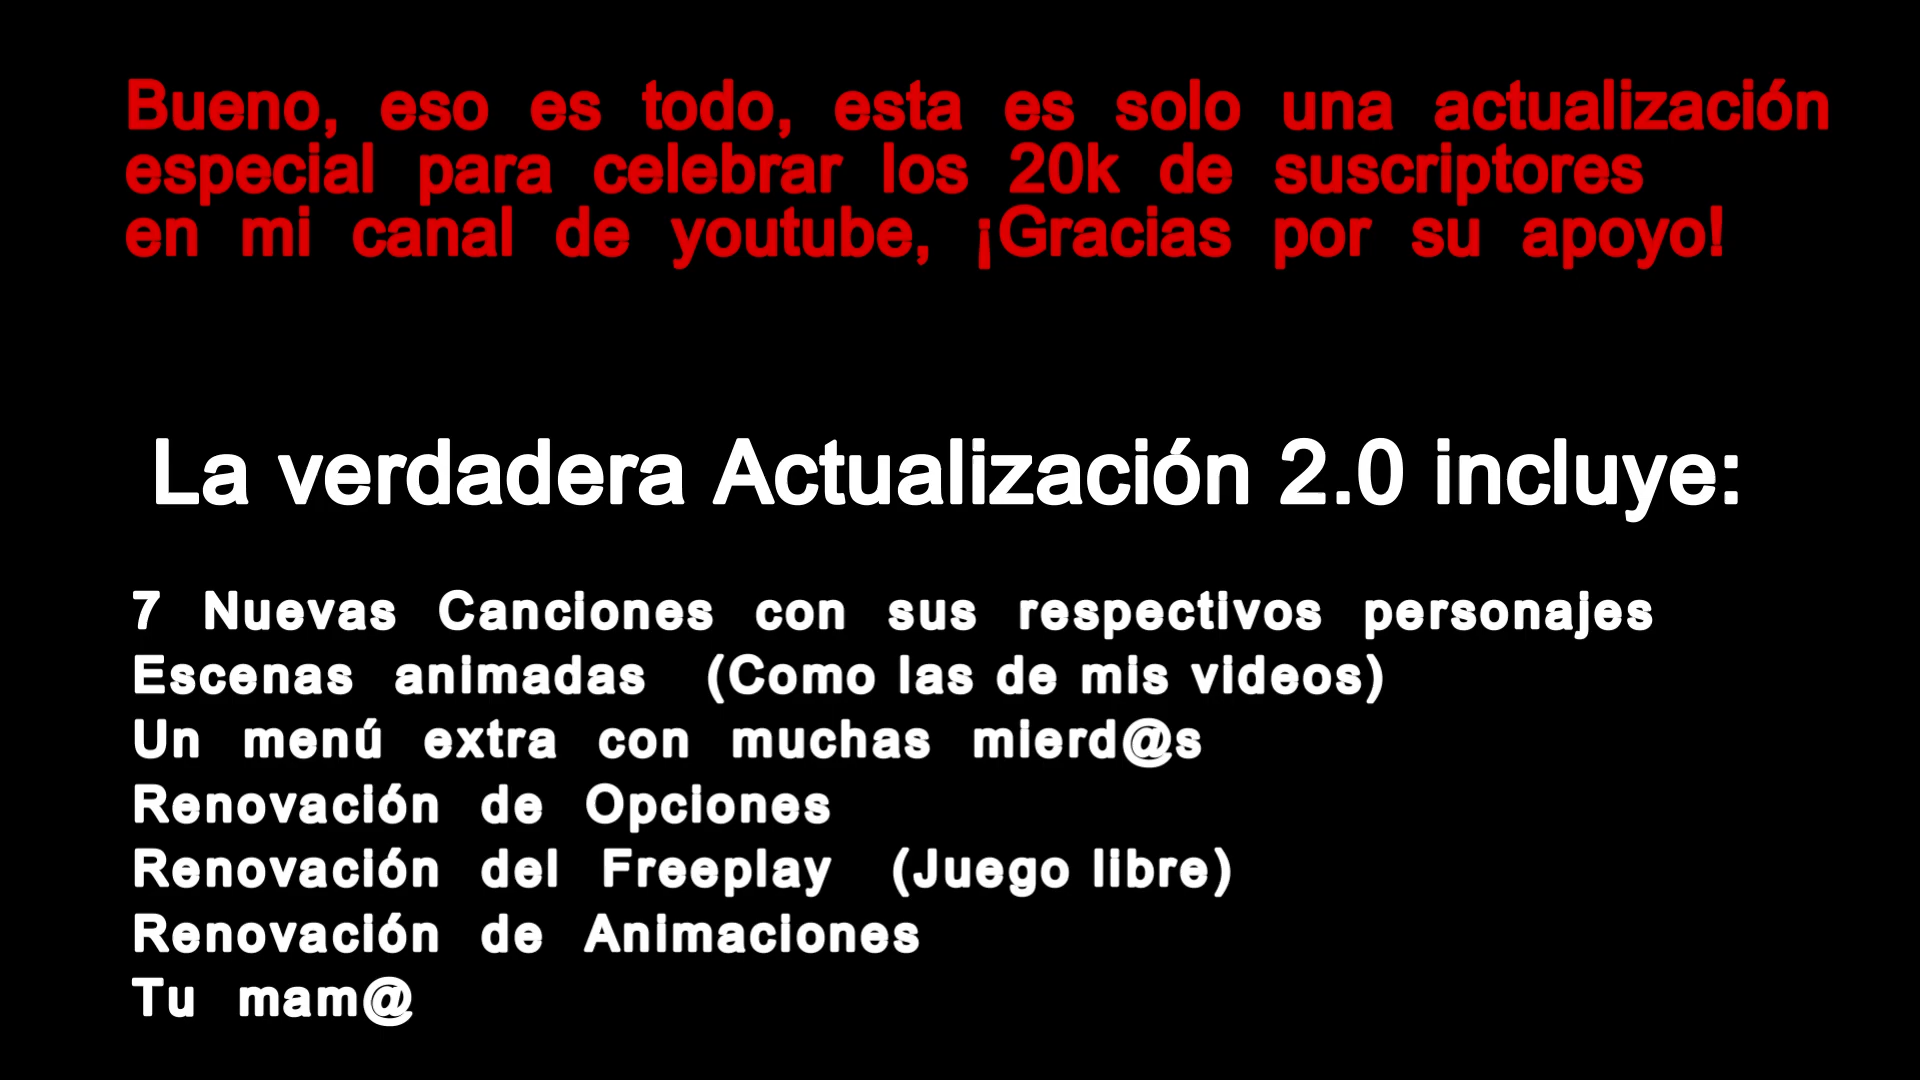 Bueno, eso es todo, esta es solo una actualización
especial para celebrar los 20k de suscriptores
en mi canal de youtube, ¡Gracias por su apoyo!
La verdadera Actualización 2.0 incluye:
7 Nuevas Canciones con sus respectivos personajes
Escenas animadas (Como las de mis videos)
Un menú extra con muchas mierd@s
Renovación de Opciones
Renovación del Freeplay (Juego libre)
Renovación de Animaciones
Tu mam@